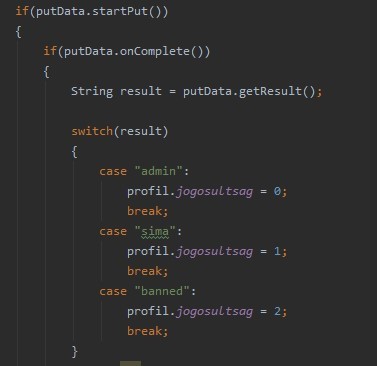 if(putData.startPut())
{
if(putData.onComplete())
{
String result = putData.getResult();
switch(result)
{
case "admin":
profil.jogosultsag = 0;
break;
case "sima":
profil.jogosultsag = 1;
break;
case "banned":
profil.jogosultsag = 2;
break;
}